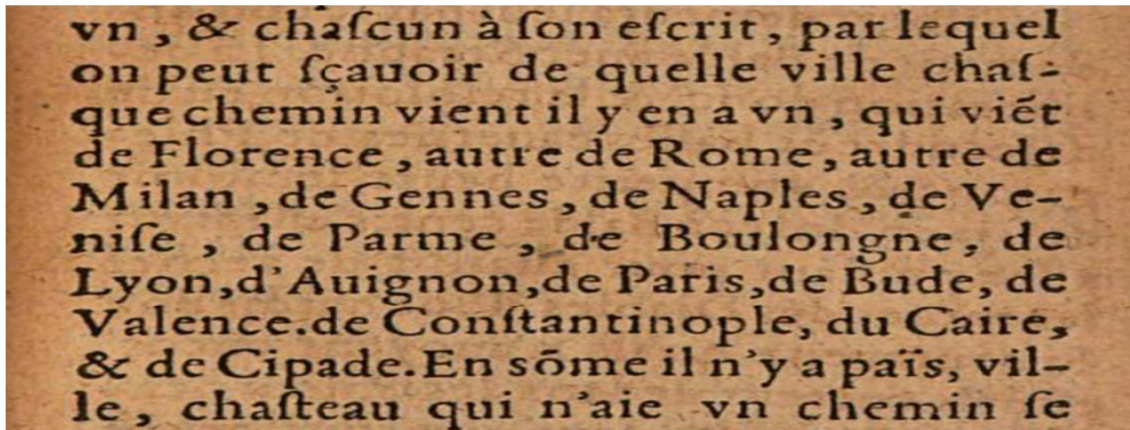 vn, & chaſcun à ſon eſcrit, par lequel
on peut ſçauoir de quelle ville chaſ-
que chemin vient il y en a vn, qui viẽt
de Florence, autre de Rome, autre de
Milan, de Gennes, de Naples, de Ve-
niſe, de Parme, de Boulongne, de
Lyon, d'Auignon, de Paris, de Bude, de
Valence. de Conſtantinople, du Caire,
& de Cipade. En sōme il n'y a païs, vil-
le, chaſteau qui n'aie vn chemin ſe